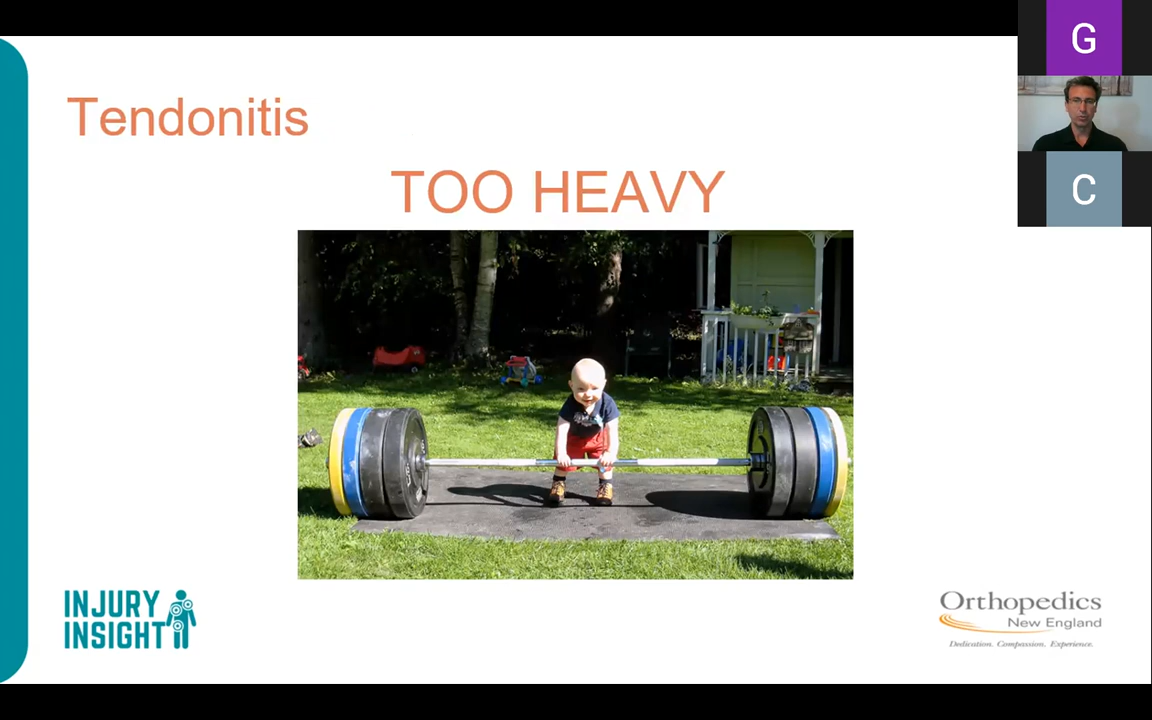 Tendonitis
TOO HEAVY
INJURY
INSIGHT
Orthopedics
New England
Dedication. Compassion. Experience.
G
C